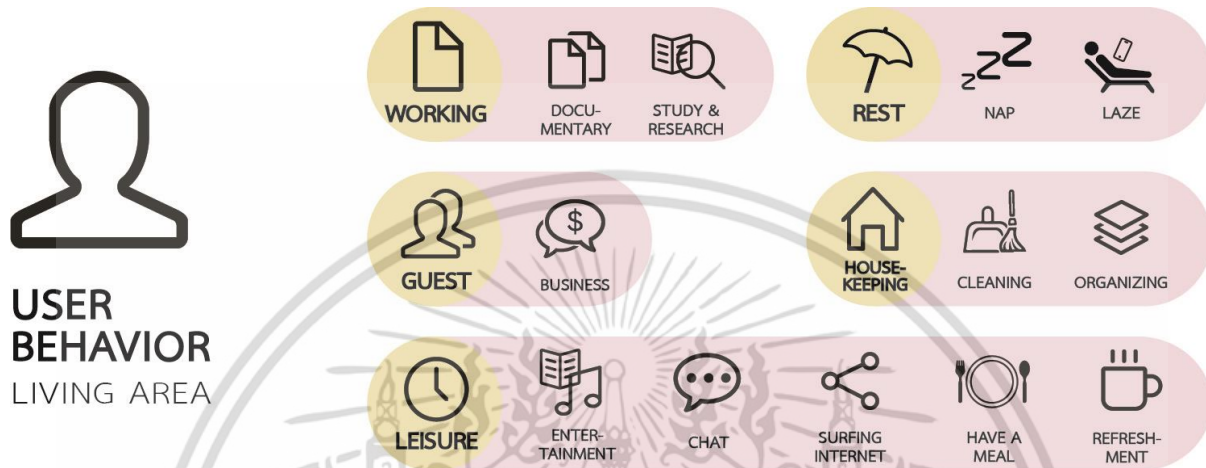 WORKING
DOCU-
MENTARY
STUDY &
RESEARCH
REST
NAP
LAZE
GUEST
$
BUSINESS
HOUSE-
KEEPING
CLEANING
ORGANIZING
USER
BEHAVIOR
LIVING AREA
LEISURE
ENTER-
TAINMENT
CHAT
SURFING
INTERNET
HAVE A
MEAL
REFRESH-
MENT